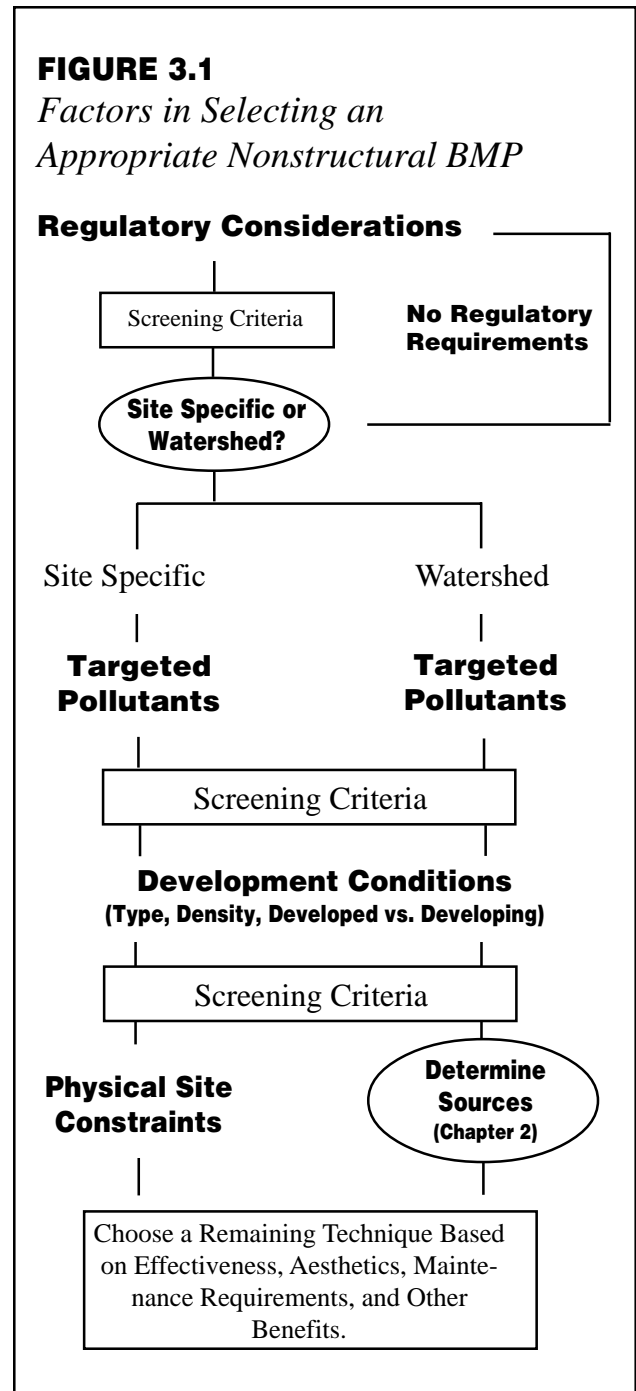 FIGURE 3.1
Factors in Selecting an
Appropriate Nonstructural BMP
Regulatory Considerations
Screening Criteria
No Regulatory
Requirements
Site Specific or
Watershed?
Site Specific
Watershed
Targeted
Pollutants
Targeted
Pollutants
Screening Criteria
Development Conditions
(Type, Density, Developed vs. Developing)
Screening Criteria
Physical Site
Constraints
Determine
Sources
(Chapter 2)
Choose a Remaining Technique Based
on Effectiveness, Aesthetics, Mainte-
nance Requirements, and Other
Benefits.